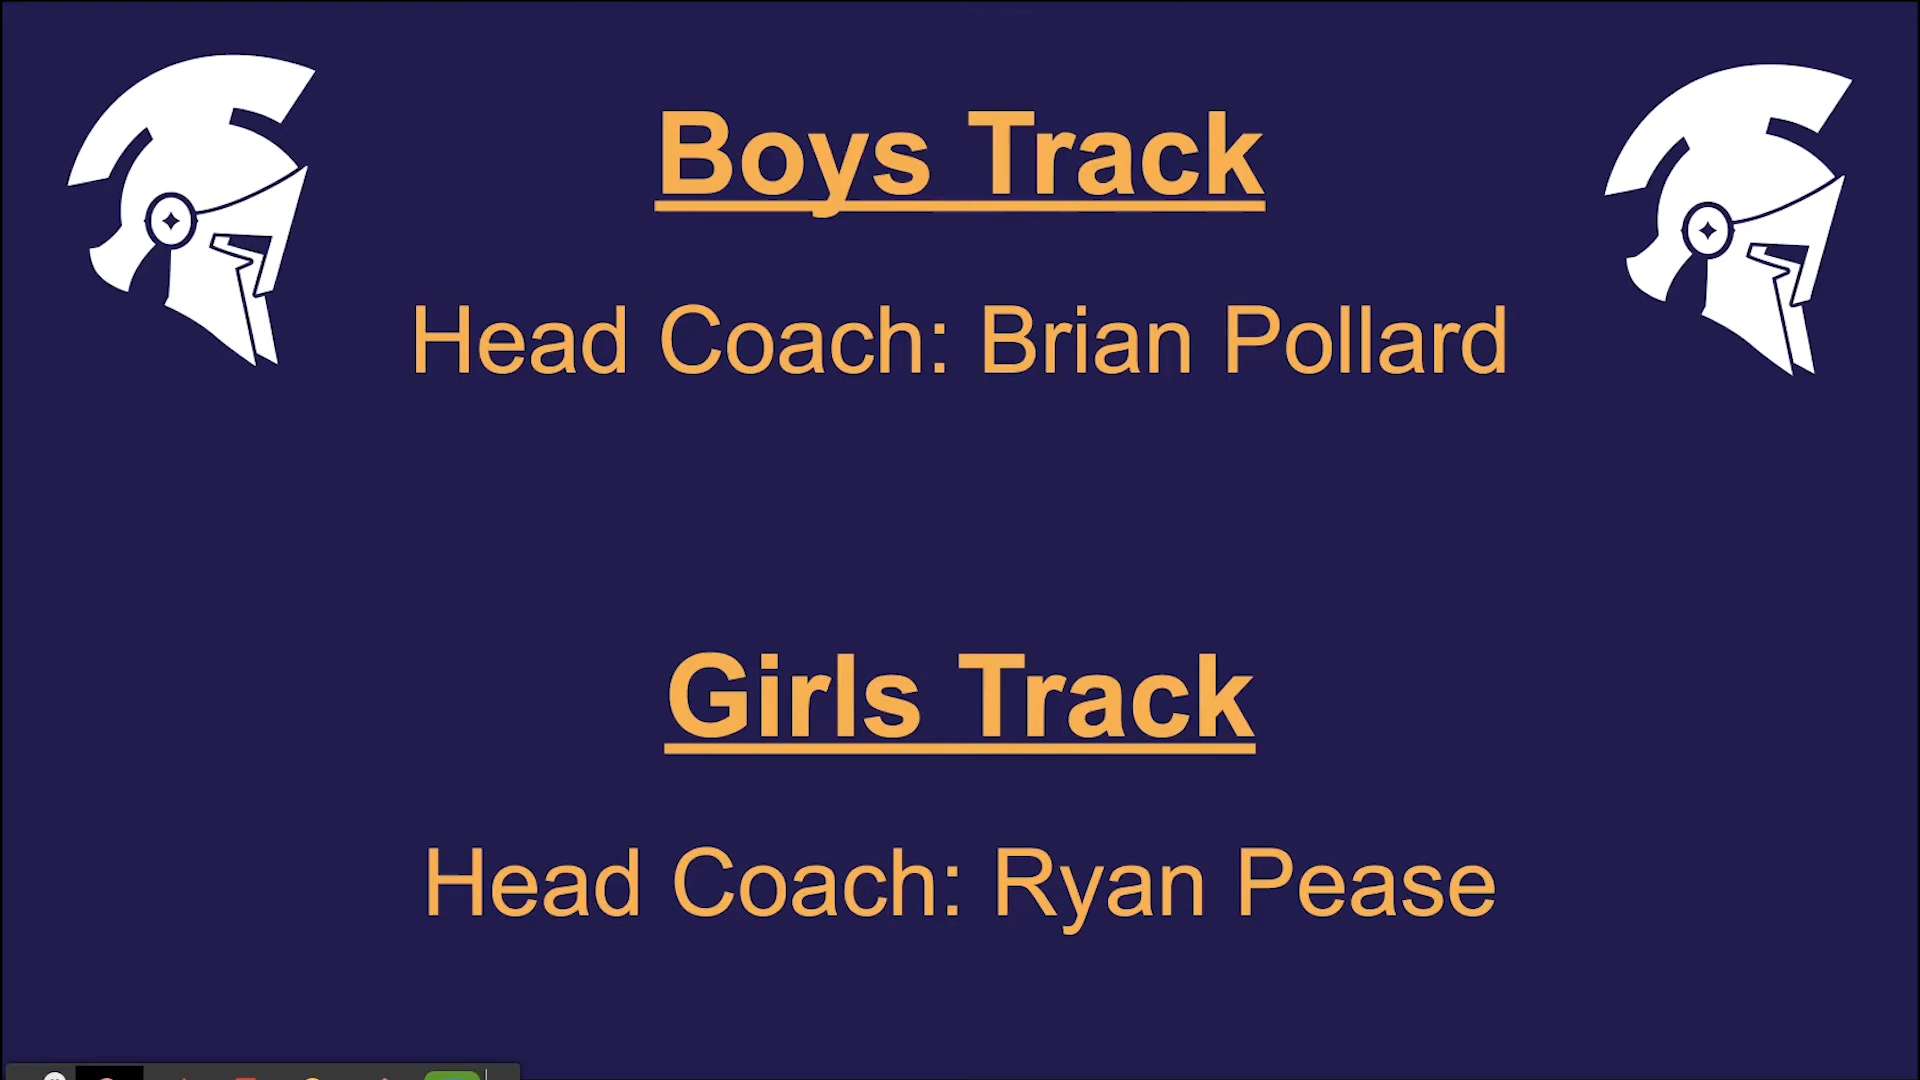 Boys Track
Head Coach: Brian Pollard
Girls Track
Head Coach: Ryan Pease